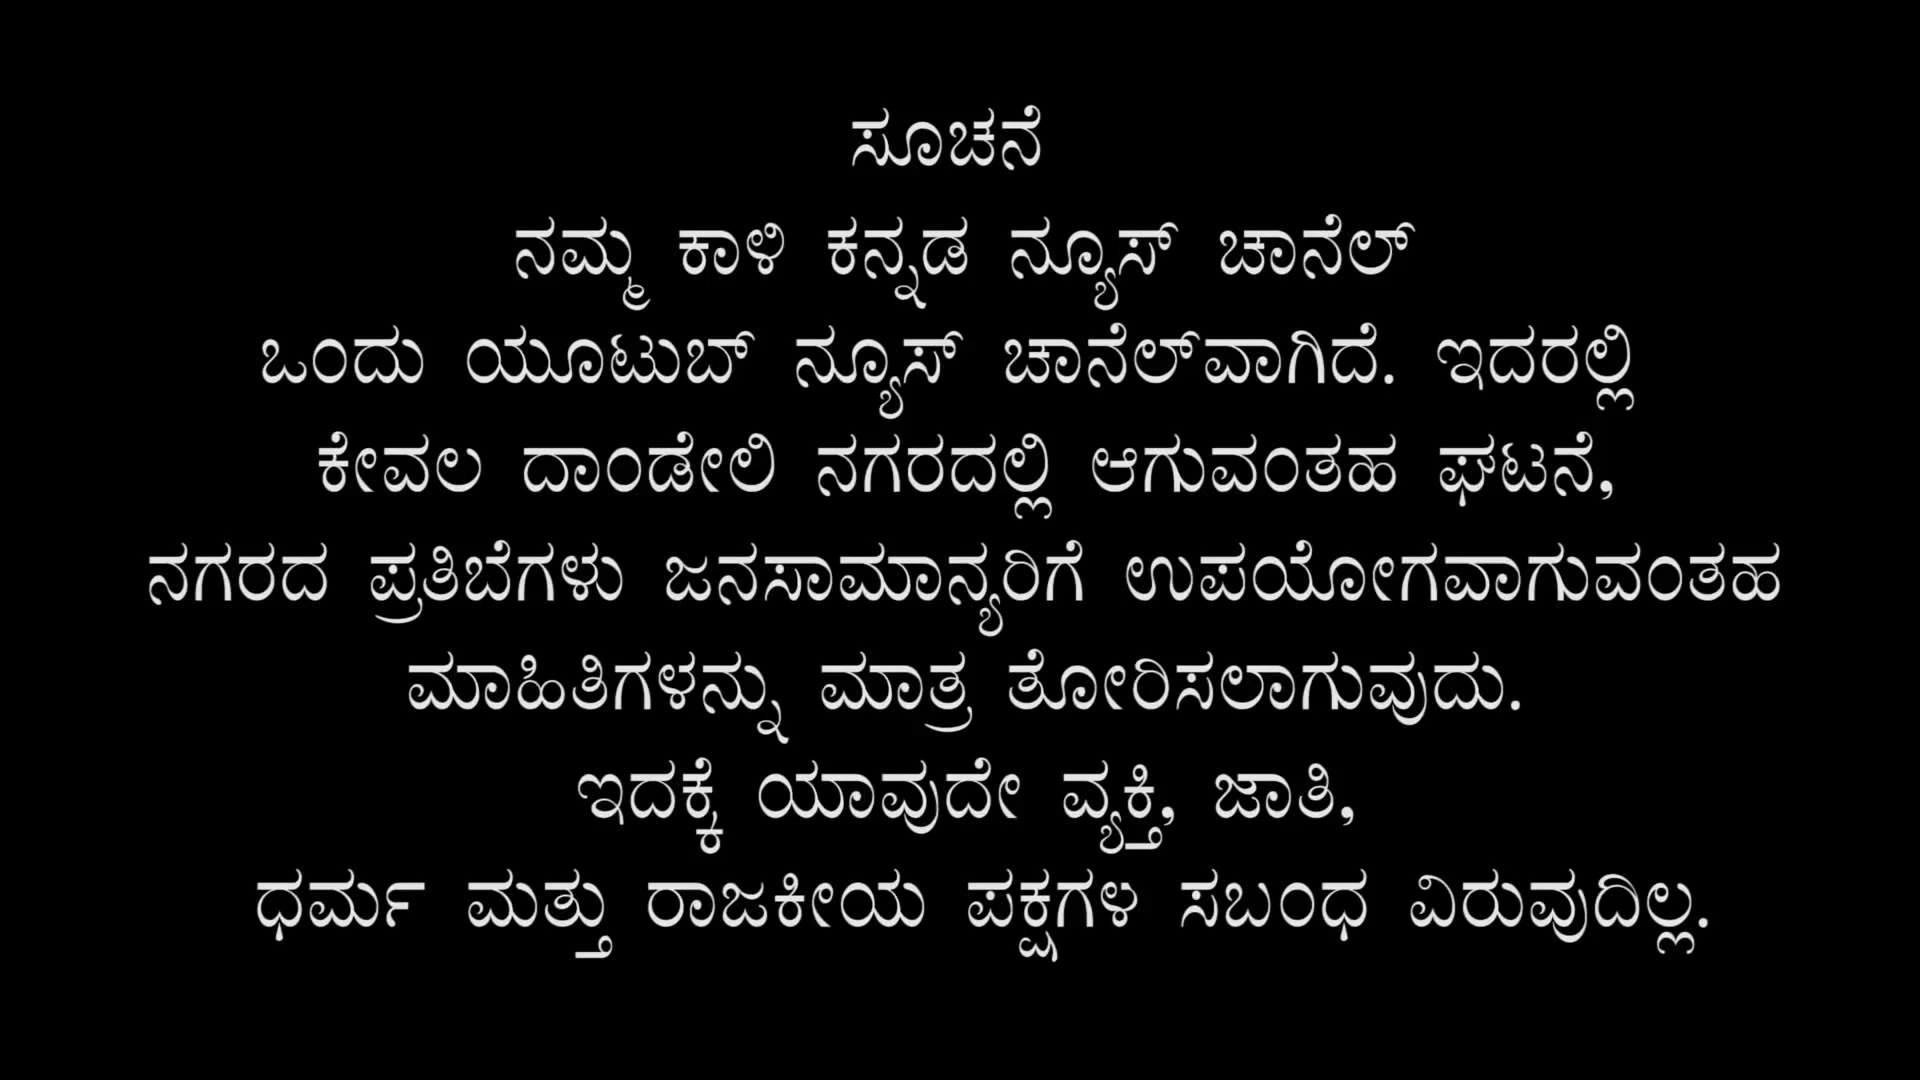 ಸೂಚನೆ
ನಮ್ಮ ಕಾಳಿ ಕನ್ನಡ ನ್ಯೂಸ್ ಚಾನೆಲ್
ಒಂದು ಯೂಟುಬ್ ನ್ಯೂಸ್ ಚಾನೆಲ್‌ವಾಗಿದೆ. ಇದರಲ್ಲಿ
ಕೇವಲ ದಾಂಡೇಲಿ ನಗರದಲ್ಲಿ ಆಗುವಂತಹ ಘಟನೆ,
ನಗರದ ಪ್ರತಿಬೆಗಳು ಜನಸಾಮಾನ್ಯರಿಗೆ ಉಪಯೋಗವಾಗುವಂತಹ
ಮಾಹಿತಿಗಳನ್ನು ಮಾತ್ರ ತೋರಿಸಲಾಗುವುದು.
ಇದಕ್ಕೆ ಯಾವುದೇ ವ್ಯಕ್ತಿ, ಜಾತಿ,
ಧರ್ಮ ಮತ್ತು ರಾಜಕೀಯ ಪಕ್ಷಗಳ ಸಬಂಧ ವಿರುವುದಿಲ್ಲ.